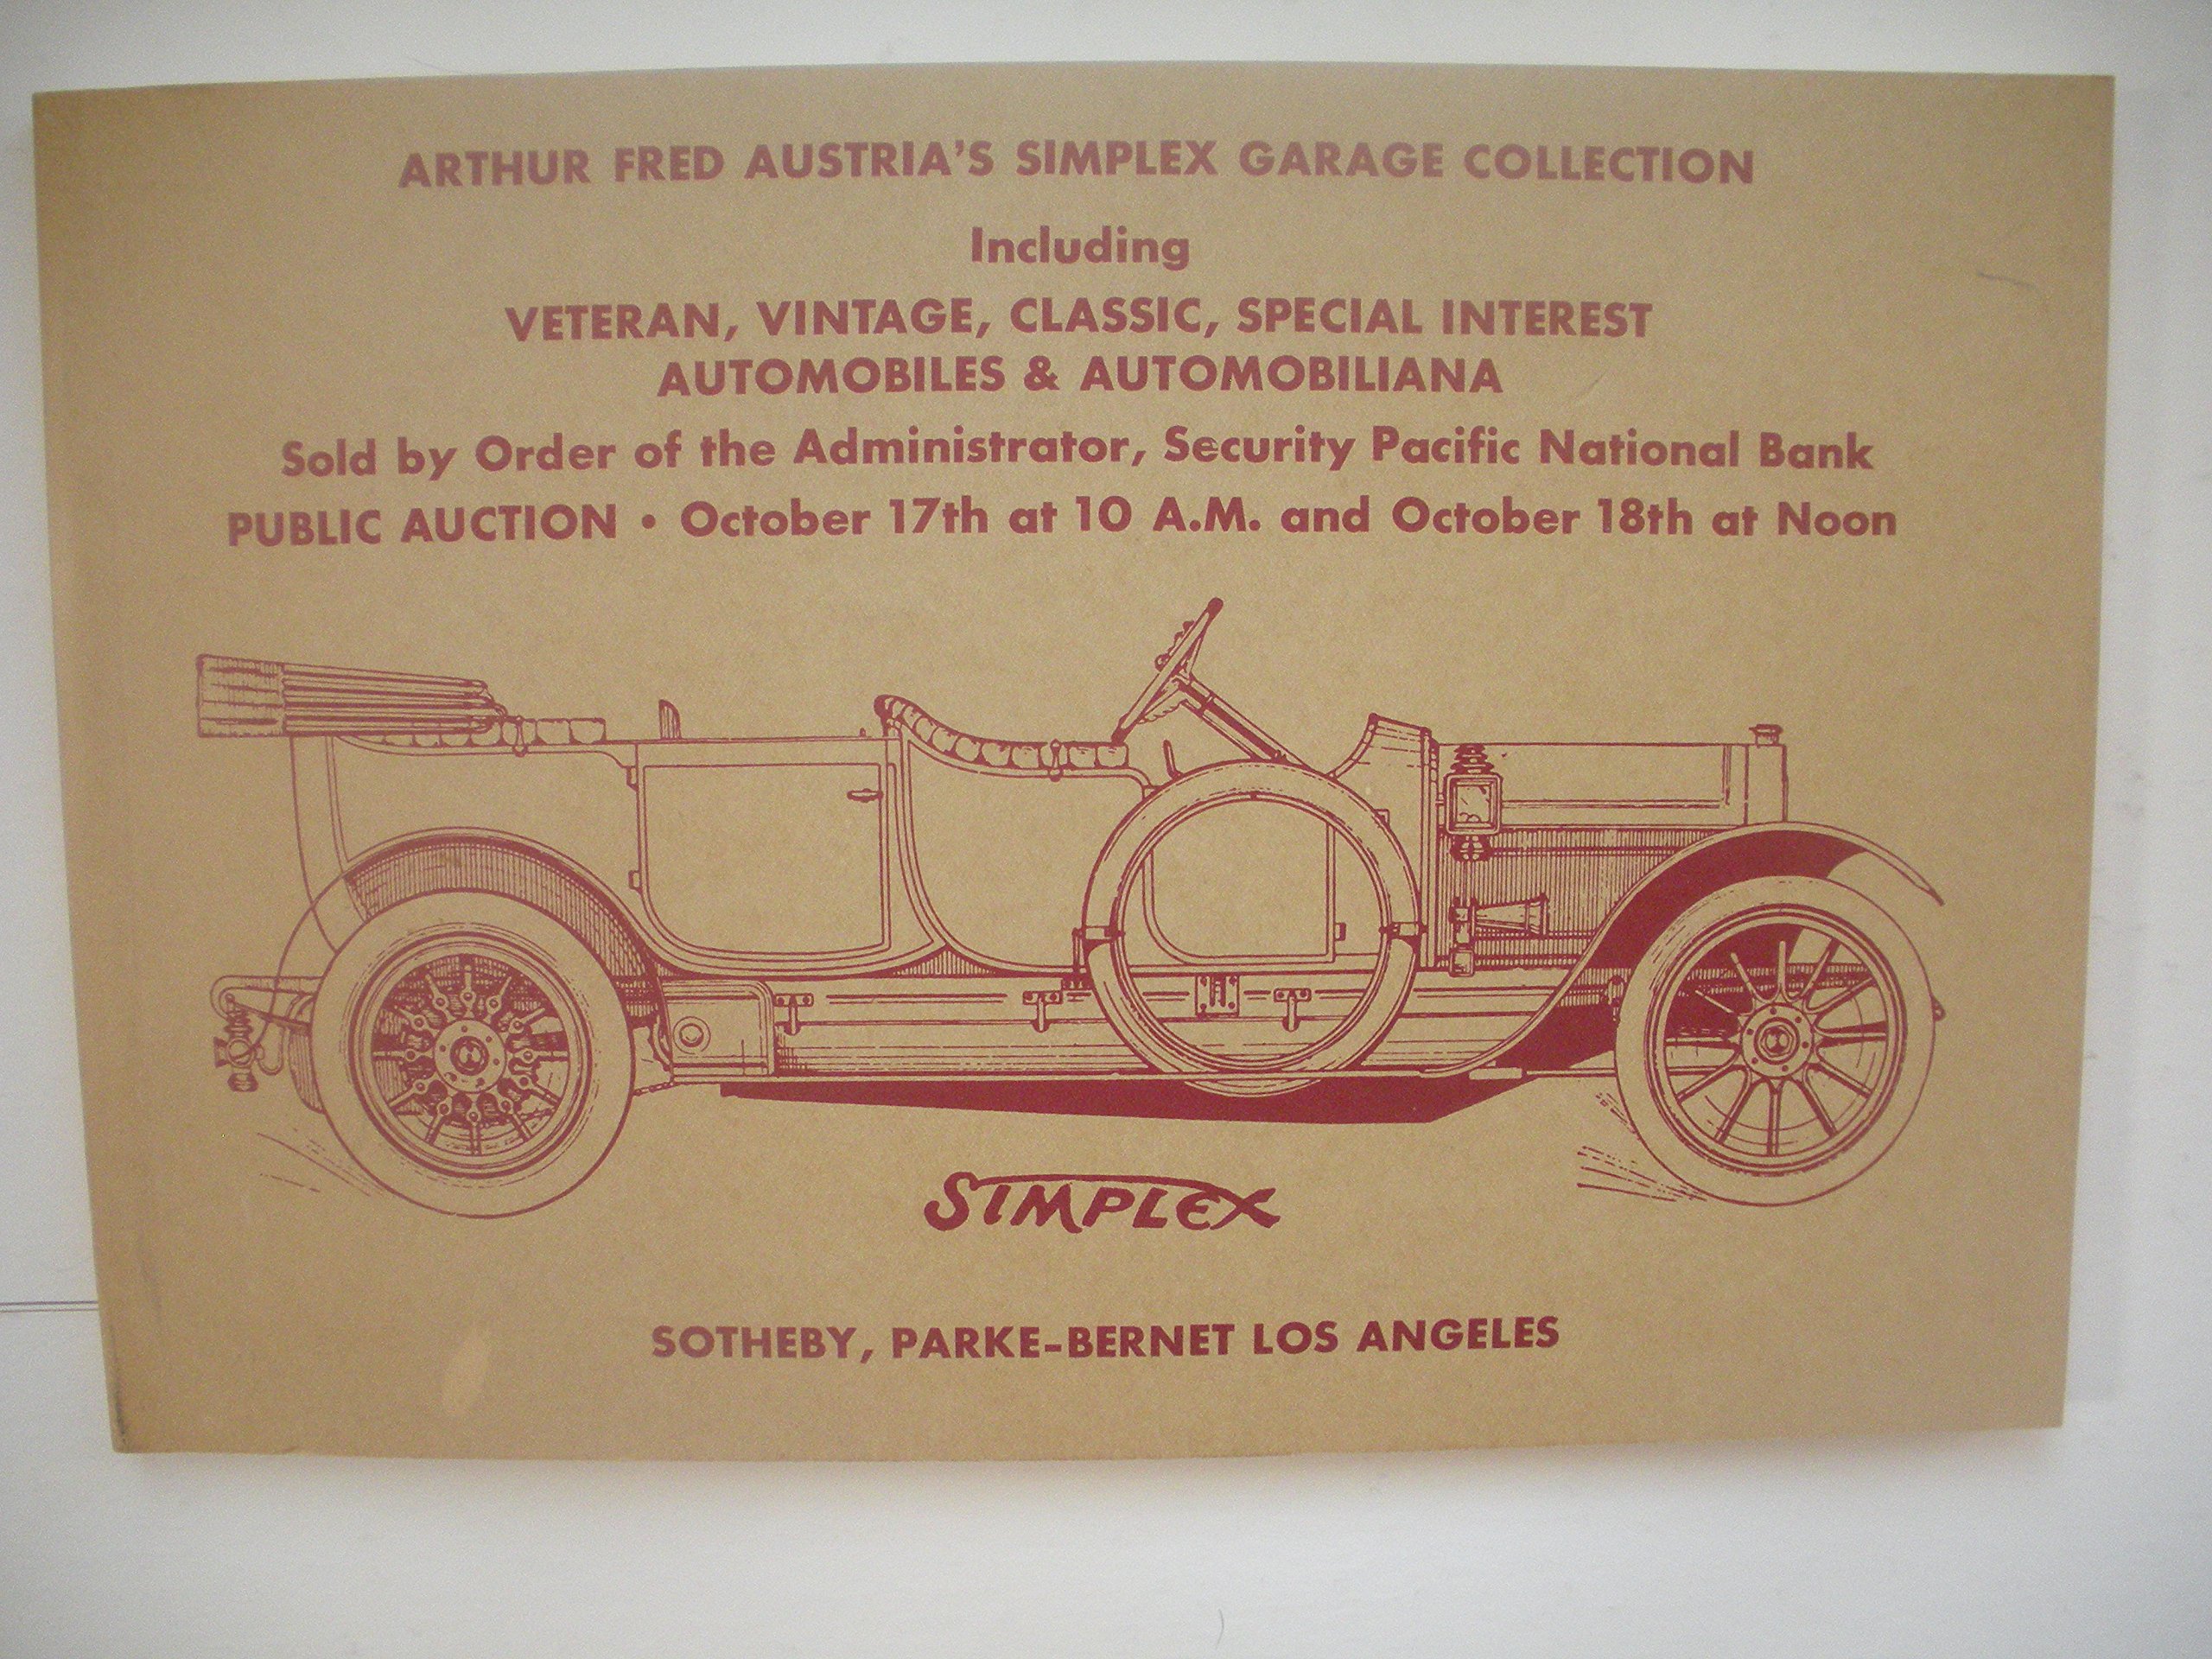 ARTHUR FRED AUSTRIA'S SIMPLEX GARAGE COLLECTION
Including
VETERAN, VINTAGE, CLASSIC, SPECIAL INTEREST
AUTOMOBILES & AUTOMOBILIANA
Sold by Order of the Administrator, Security Pacific National Bank
PUBLIC AUCTION • October 17th at 10 A.M. and October 18th at Noon
SIMPLEX
SOTHEBY, PARKE-BERNET LOS ANGELES